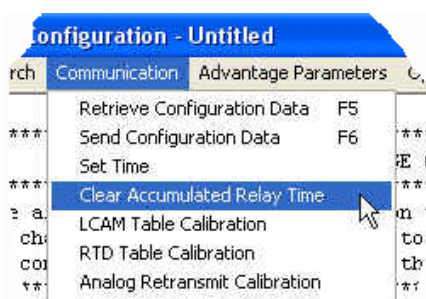 onfiguration - Untitled
rch Communication Advantage Parameters
Retrieve Configuration Data F5
Send Configuration Data F6
Set Time
Clear Accumulated Relay Time
LCAM Table Calibration
RTD Table Calibration
Analog Retransmit Calibration